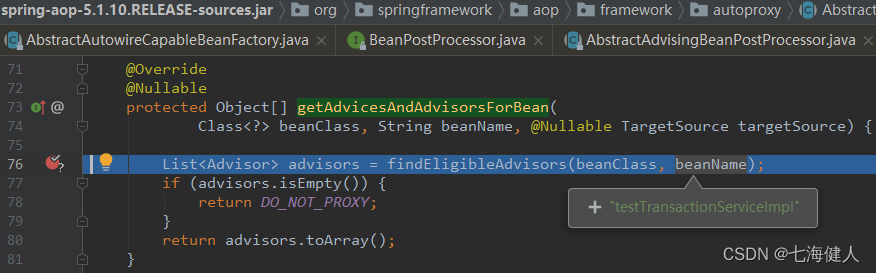 spring-aop-5.1.10.RELEASE-sources.jar org springframework aop framework autoproxy Abstrac
AbstractAutowireCapableBeanFactory.java × BeanPostProcessor.java × AbstractAdvisingBeanPostProcessor.java ×
71
72 @Override
@Nullable
73 @ protected Object[] getAdvicesAndAdvisorsForBean(
74 Class<?> beanClass, String beanName, @Nullable TargetSource targetSource) {
75
76 ? List<Advisor> advisors = findEligibleAdvisors(beanClass, beanName);
77 if (advisors.isEmpty()) {
78 return DO_NOT_PROXY;
79 }
80 return advisors.toArray();
81 }
+ "testTransactionServiceImpl"
CSDN @七海健人